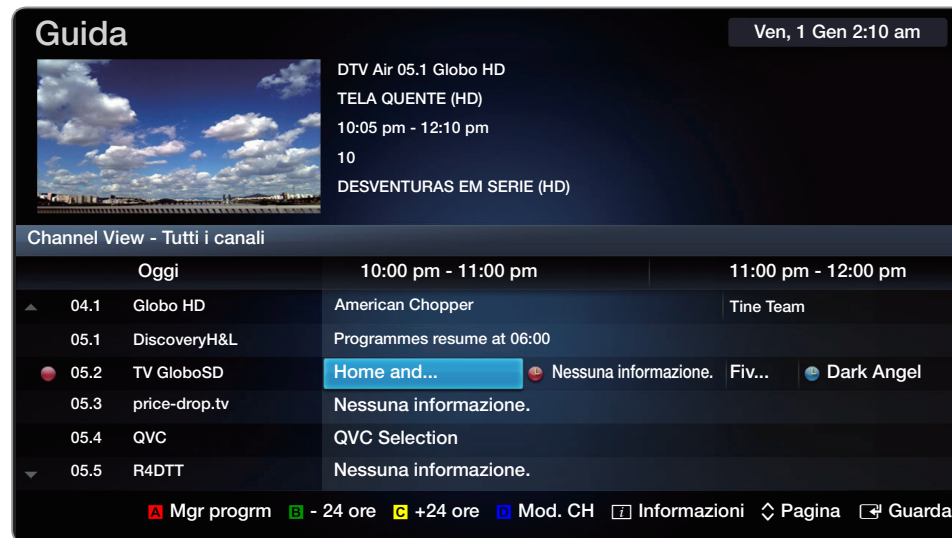 Guida
Ven, 1 Gen 2:10 am
DTV Air 05.1 Globo HD
TELA QUENTE (HD)
10:05 pm - 12:10 pm
10
DESVENTURAS EM SERIE (HD)
Channel View - Tutti i canali
Oggi 10:00 pm - 11:00 pm 11:00 pm - 12:00 pm
04.1 Globo HD American Chopper Tine Team
05.1 DiscoveryH&L Programmes resume at 06:00
05.2 TV GloboSD Home and... Nessuna informazione. Fiv... Dark Angel
05.3 price-drop.tv Nessuna informazione.
05.4 QVC QVC Selection
05.5 R4DTT Nessuna informazione.
A Mgr progrm B - 24 ore C +24 ore D Mod. CH i Informazioni Pagina Guarda